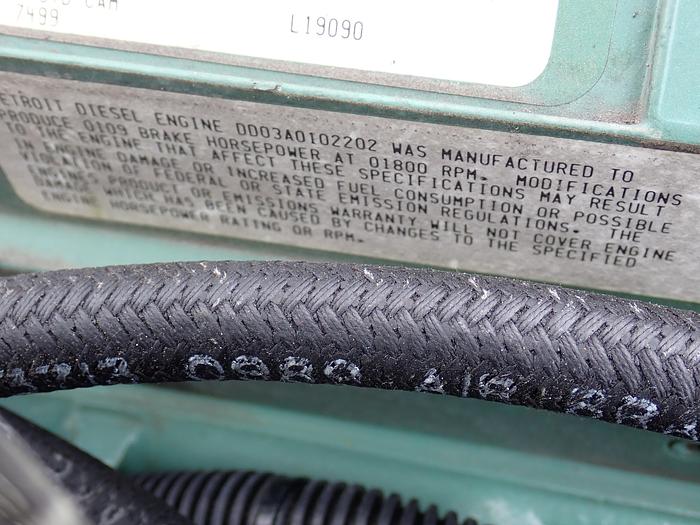 CAM
7499
L19090
ETROIT DIESEL ENGINE DD03A0102202 WAS MANUFACTURED TO
PRODUCE 0109 BRAKE HORSEPOWER AT 01800 RPM. MODIFICATIONS
TO THE ENGINE THAT AFFECT THESE SPECIFICATIONS MAY RESULT
IN ENGINE DAMAGE OR INCREASED FUEL CONSUMPTION OR POSSIBLE
VIOLATION OF FEDERAL OR STATE EMISSION REGULATIONS. THE
ENGINES PRODUCT OR EMISSIONS WARRANTY WILL NOT COVER ENGINE
DAMAGE WHICH HAS BEEN CAUSED BY CHANGES TO THE SPECIFIED
ENGINE HORSEPOWER RATING OR RPM.